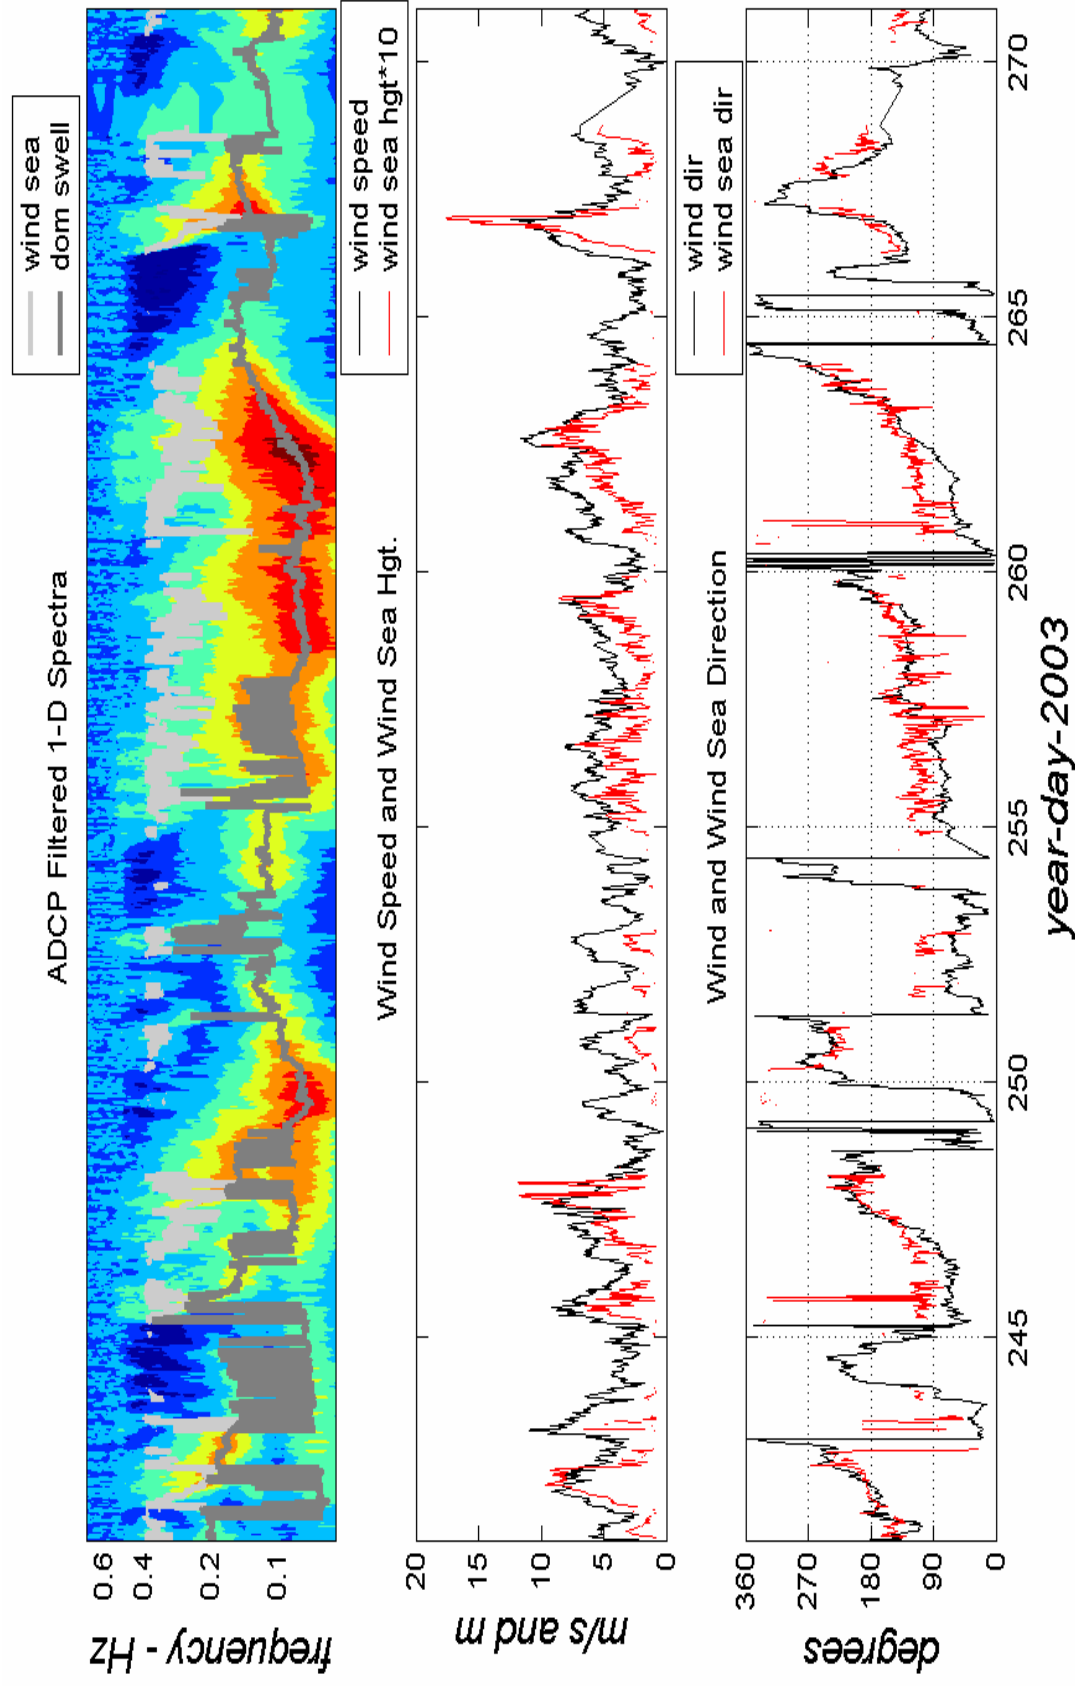 ADCP Filtered 1-D Spectra
wind sea
dom swell
frequency - Hz
0.6
0.4
0.2
0.1
Wind Speed and Wind Sea Hgt.
wind speed
wind sea hgt*10
m/s and m
20
15
10
5
0
Wind and Wind Sea Direction
wind dir
wind sea dir
degrees
360
270
180
90
0
245
250
255
260
265
270
year-day-2003